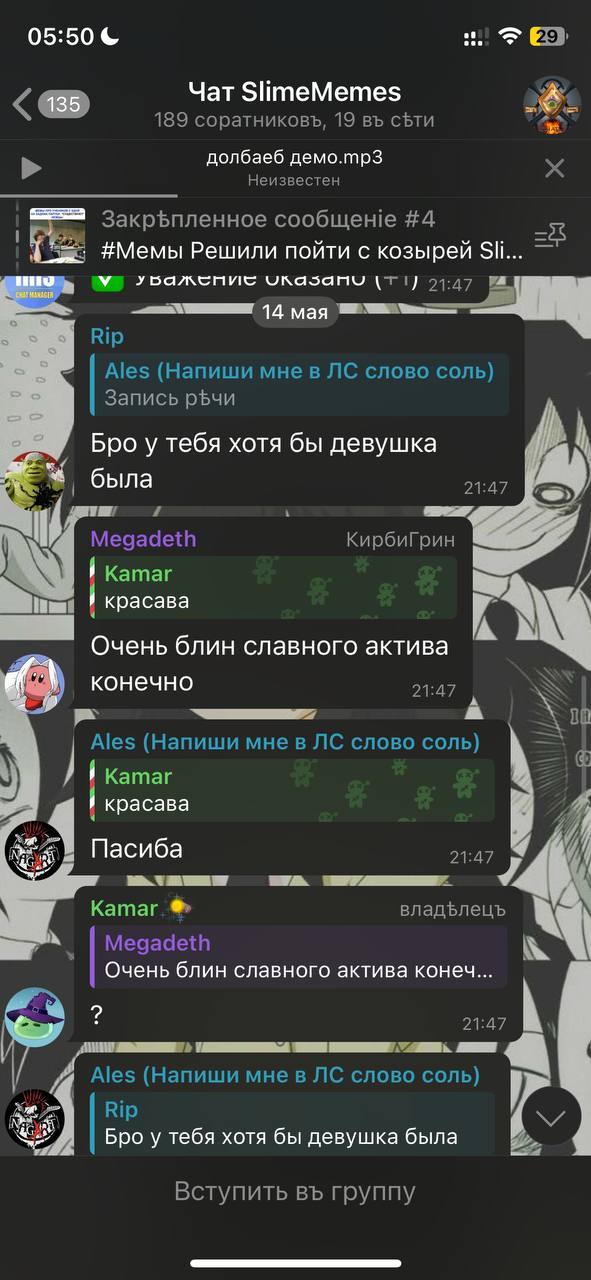 05:50
29
135
Чат SlimeMemes
189 соратниковъ, 19 въ сѣти
долбаеб демо.mp3
Неизвестен
Закрѣпленное сообщеніе #4
#Мемы Решили пойти с козырей Sli...
CHAT MANAGER
Уважение оказано (+1) 21:47
14 мая
Rip
Ales (Напиши мне в ЛС слово соль)
Запись рѣчи
Бро у тебя хотя бы девушка
была
21:47
Megadeth КирбиГрин
Kamar
красава
Очень блин славного актива
конечно
21:47
Ales (Напиши мне в ЛС слово соль)
Kamar
красава
Пасиба
21:47
Kamar владѣлецъ
Megadeth
Очень блин славного актива конеч...
?
21:47
Ales (Напиши мне в ЛС слово соль)
Rip
Бро у тебя хотя бы девушка была
Вступить въ группу